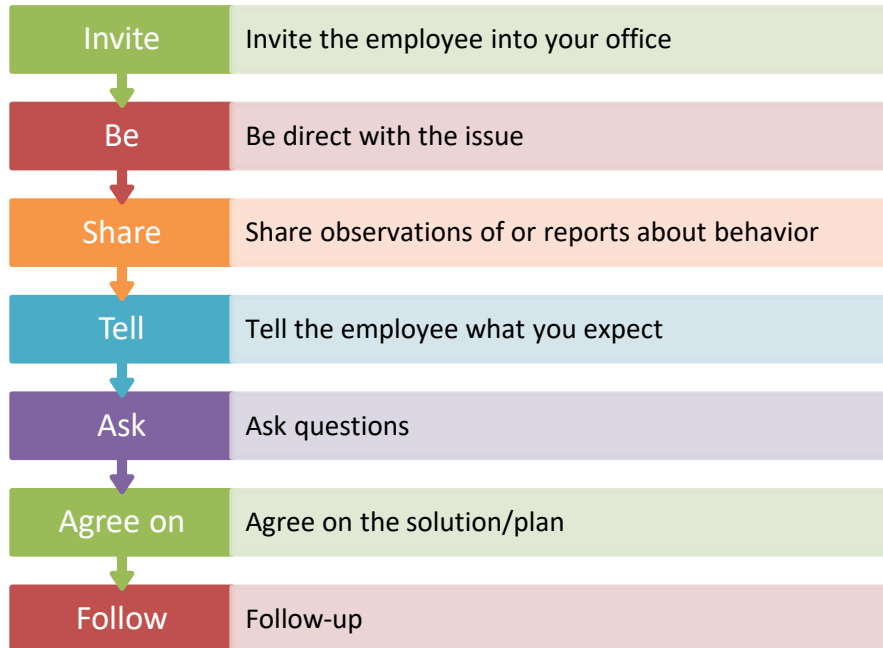 Invite
Invite the employee into your office
Be
Be direct with the issue
Share
Share observations of or reports about behavior
Tell
Tell the employee what you expect
Ask
Ask questions
Agree on
Agree on the solution/plan
Follow
Follow-up